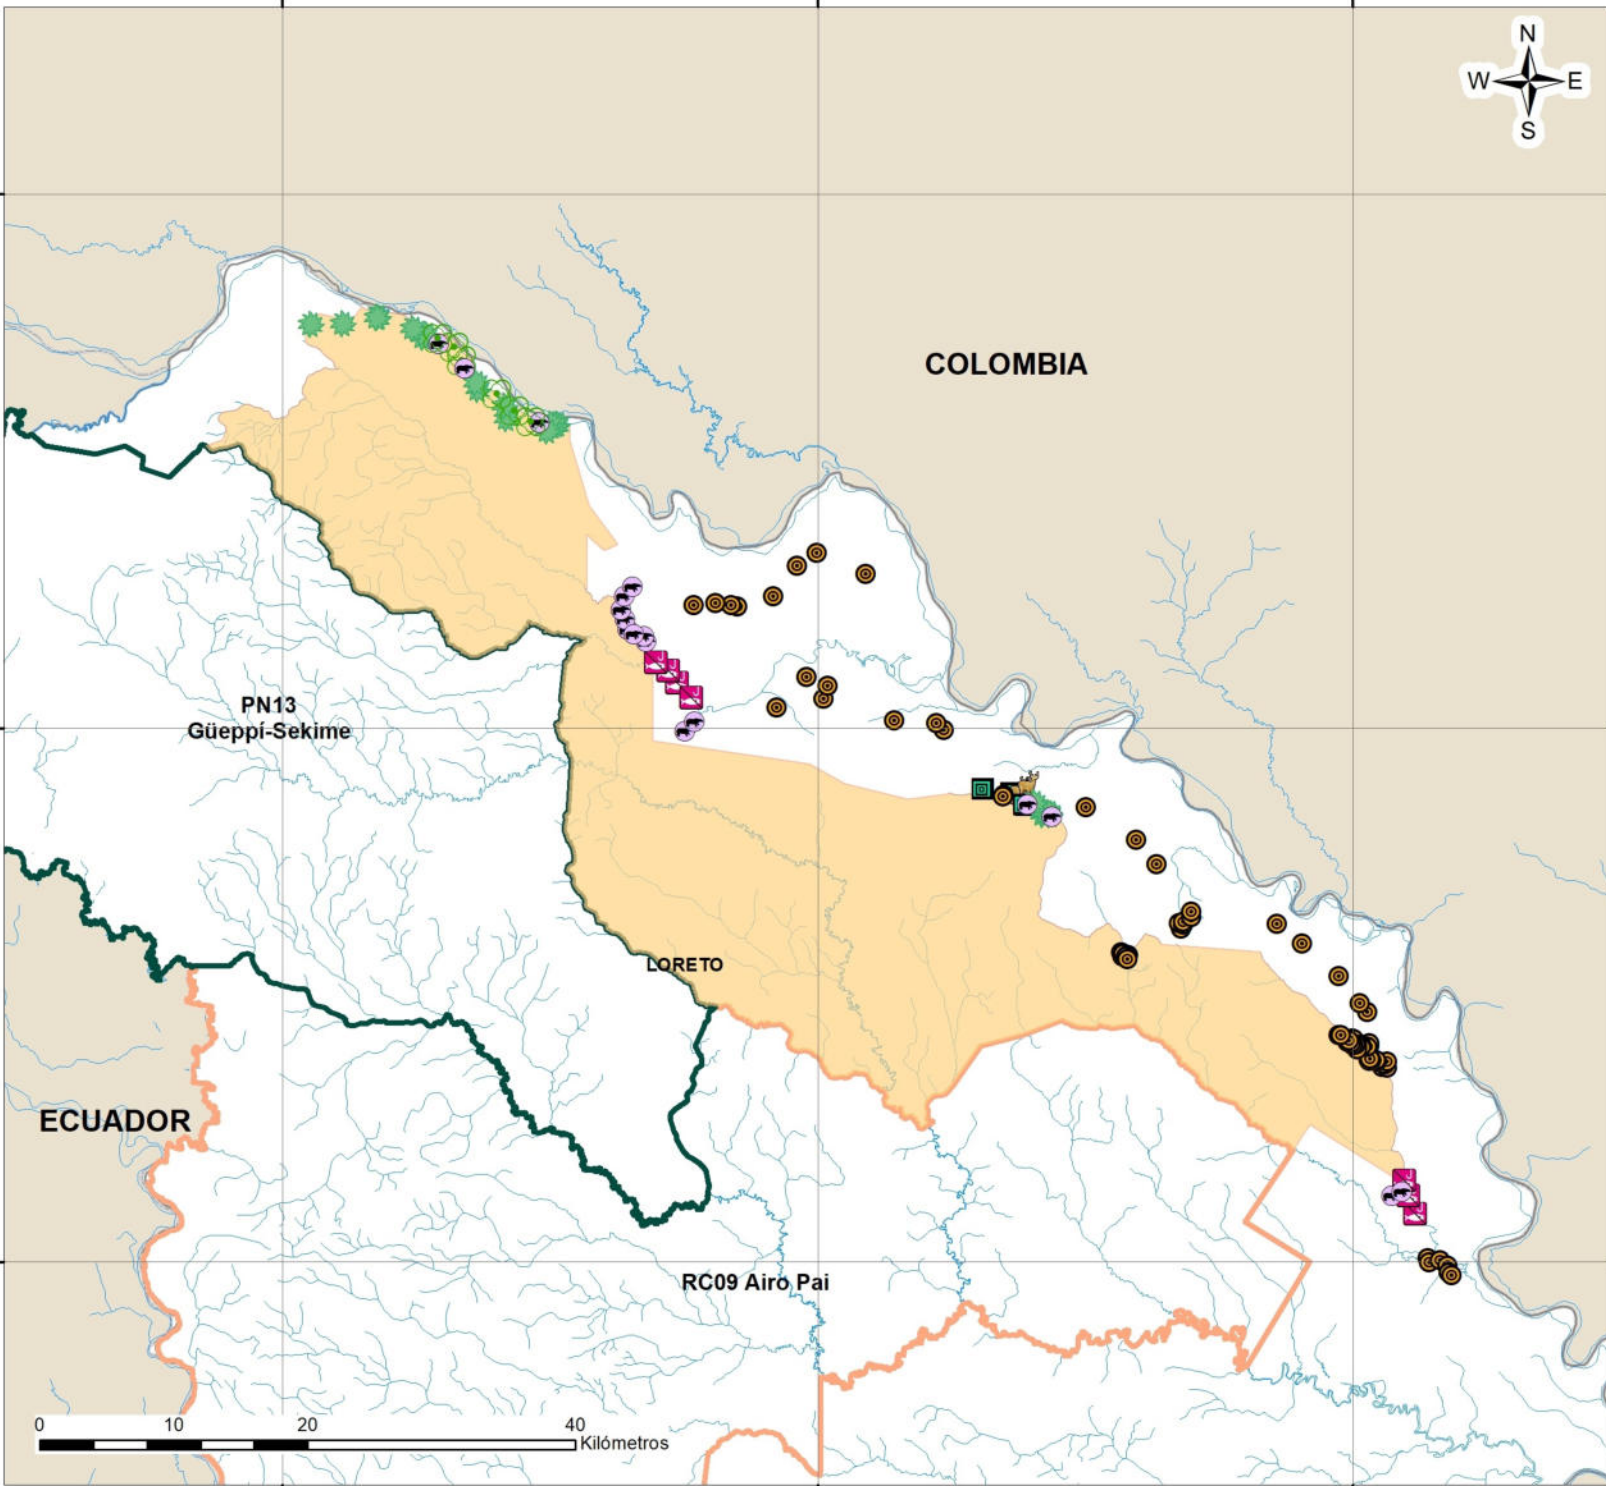 N
W E
S
COLOMBIA
PN13
Güeppí-Sekime
LORETO
ECUADOR
RC09 Airo Pai
0 10 20 40
Kilómetros